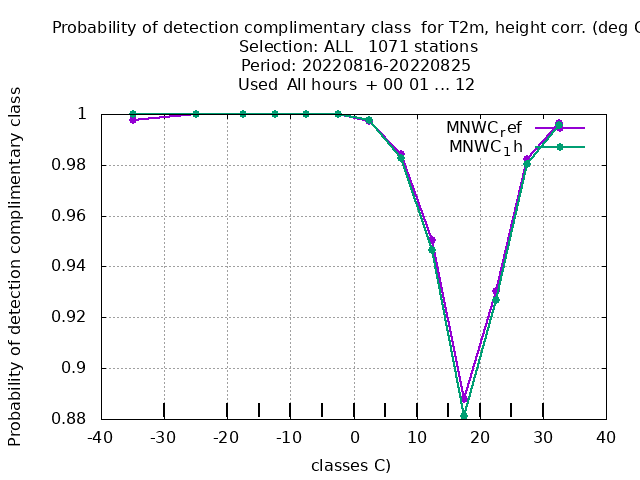 Probability of detection complimentary class  for T2m, height corr. (deg C
Selection: ALL   1071 stations
Period: 20220816-20220825
Used  All hours  + 00 01 ... 12
Probability of detection complimentary class
MNWCref
MNWC1h
1
0.98
0.96
0.94
0.92
0.9
0.88
-40 -30 -20 -10 0 10 20 30 40
classes C)